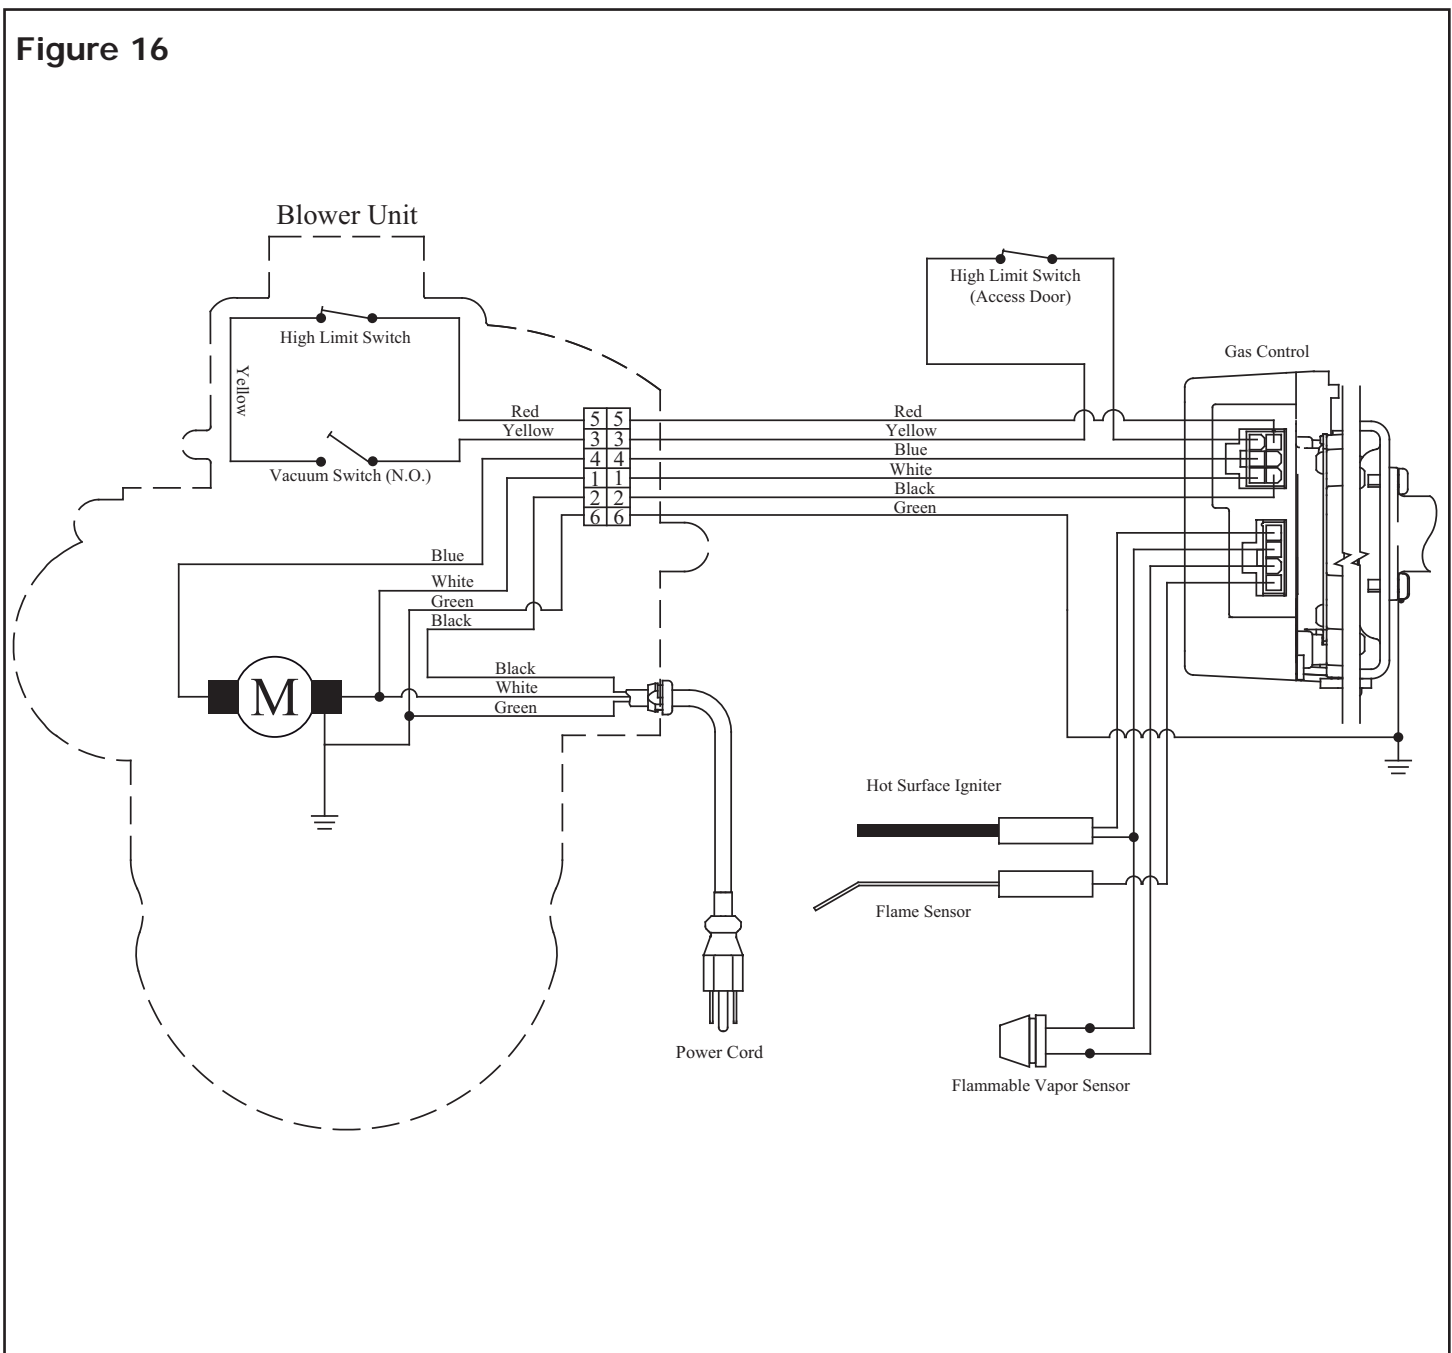 Figure 16
Blower Unit
High Limit Switch
Yellow
Vacuum Switch (N.O.)
High Limit Switch
(Access Door)
Gas Control
Red 5 5 Red
Yellow 3 3 Yellow
4 4 Blue
1 1 White
2 2 Black
6 6 Green
Blue
White
Green
Black
Black
White
Green
M
Hot Surface Igniter
Flame Sensor
Power Cord
Flammable Vapor Sensor